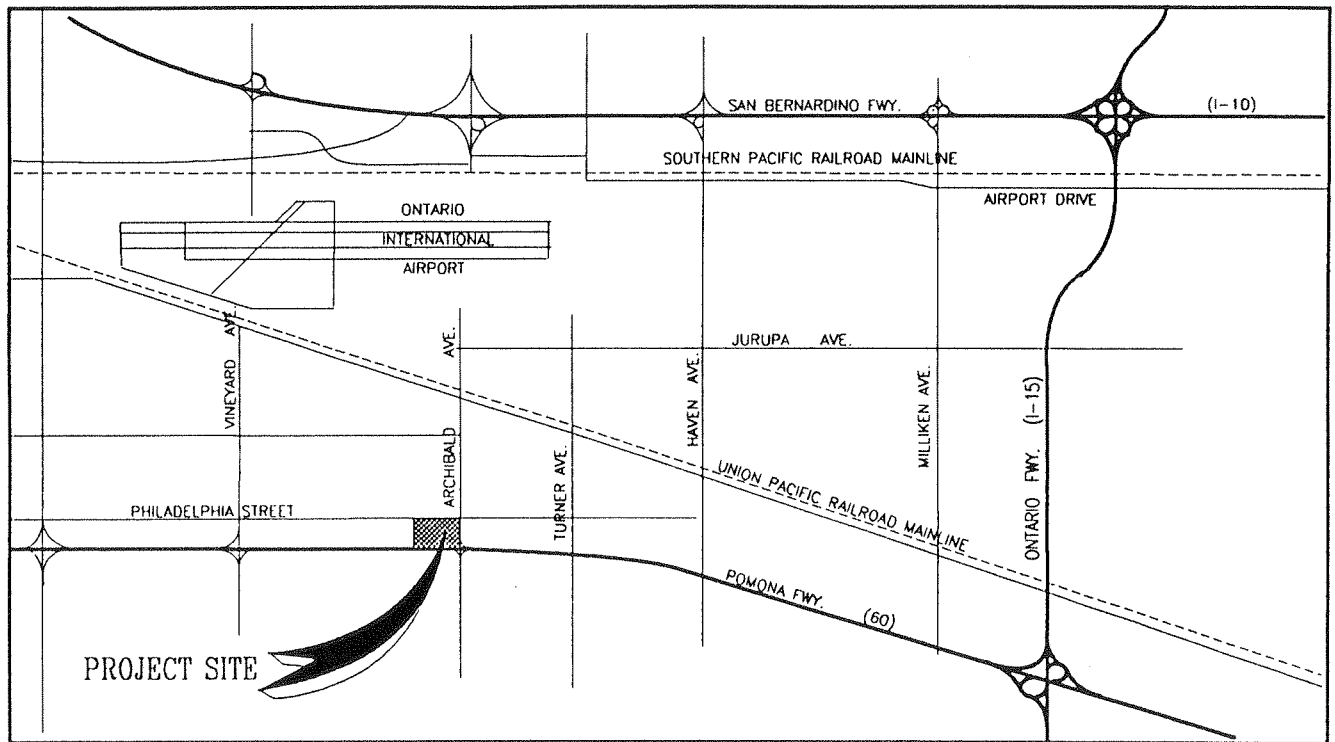 SAN BERNARDINO FWY.
(I-10)
SOUTHERN PACIFIC RAILROAD MAINLINE
AIRPORT DRIVE
ONTARIO
INTERNATIONAL
AIRPORT
VINEYARD AVE.
ARCHIBALD AVE.
TURNER AVE.
HAVEN AVE.
JURUPA AVE.
MILLIKEN AVE.
ONTARIO FWY. (I-15)
UNION PACIFIC RAILROAD MAINLINE
PHILADELPHIA STREET
POMONA FWY. (60)
PROJECT SITE